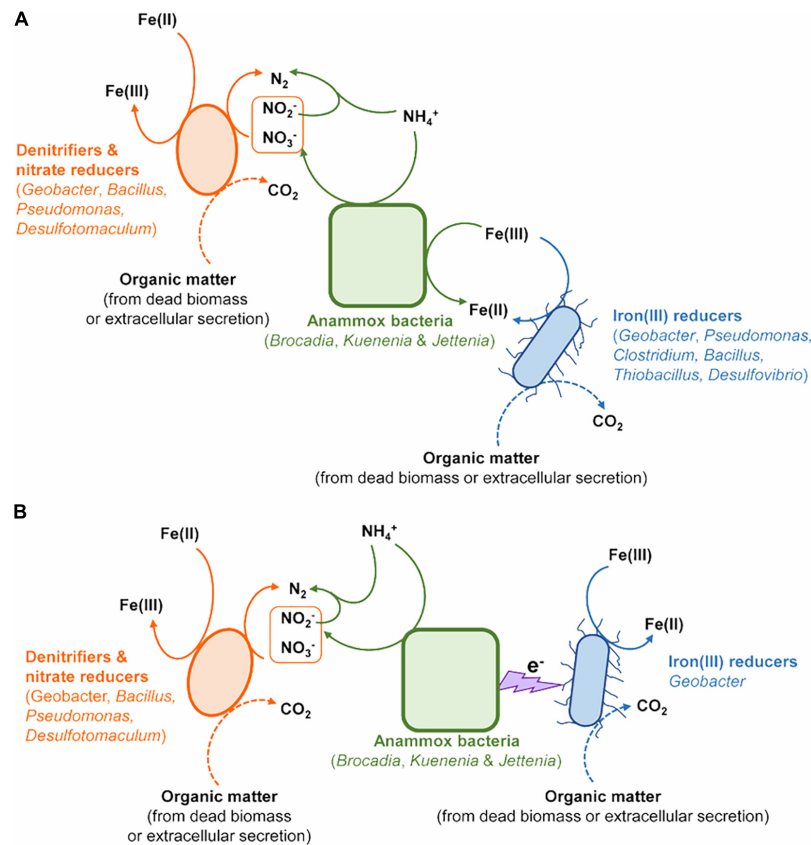 A
Fe(II)
Fe(III)
N2
NO2-
NO3-
NH4+
Denitrifiers &
nitrate reducers
(Geobacter, Bacillus,
Pseudomonas,
Desulfotomaculum)
CO2
Fe(III)
Organic matter
(from dead biomass
or extracellular secretion)
Fe(II)
Anammox bacteria
(Brocadia, Kuenenia & Jettenia)
Iron(III) reducers
(Geobacter, Pseudomonas,
Clostridium, Bacillus,
Thiobacillus, Desulfovibrio)
CO2
Organic matter
(from dead biomass or extracellular secretion)
B
Fe(II)
NH4+
Fe(III)
N2
Fe(III)
NO2-
NO3-
Fe(II)
Denitrifiers &
nitrate reducers
(Geobacter, Bacillus,
Pseudomonas,
Desulfotomaculum)
e-
Iron(III) reducers
Geobacter
CO2
CO2
Anammox bacteria
(Brocadia, Kuenenia & Jettenia)
Organic matter
(from dead biomass
or extracellular secretion)
Organic matter
(from dead biomass or extracellular secretion)